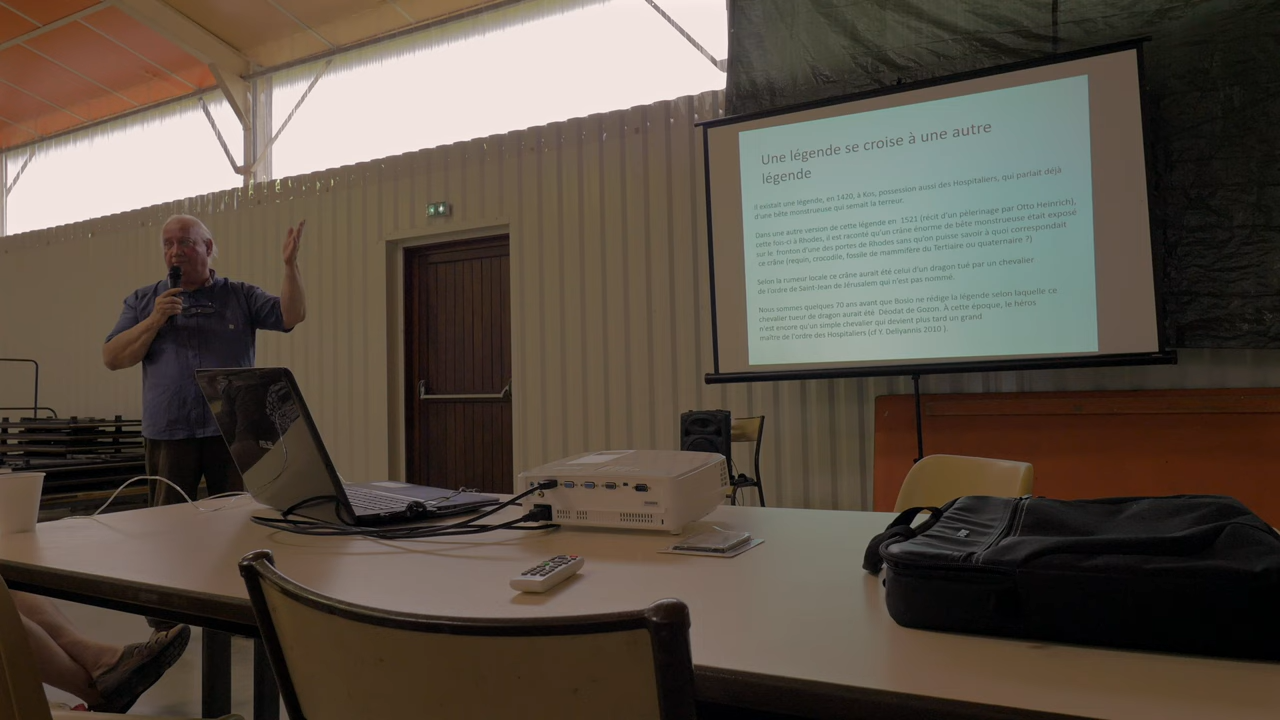 Une légende se croise à une autre
légende
Il existait une légende, en 1420, à Kos, possession aussi des Hospitaliers, qui parlait déjà
d'une bête monstrueuse qui semait la terreur.
Dans une autre version de cette légende en 1521 (récit d'un pèlerinage par Otto Heinrich),
cette fois-ci à Rhodes, il est raconté qu'un crâne énorme de bête monstrueuse était exposé
sur le fronton d'une des portes de Rhodes sans qu'on puisse savoir à quoi correspondait
ce crâne (requin, crocodile, fossile de mammifère du Tertiaire ou quaternaire ?)
Selon la rumeur locale ce crâne aurait été celui d'un dragon tué par un chevalier
de l'ordre de Saint-Jean de Jérusalem qui n'est pas nommé.
Nous sommes quelques 70 ans avant que Bosio ne rédige la légende selon laquelle ce
chevalier tueur de dragon aurait été Déodat de Gozon. À cette époque, le héros
n'est encore qu'un simple chevalier qui devient plus tard un grand
maître de l'ordre des Hospitaliers (cf Y. Deliyannis 2010 ).